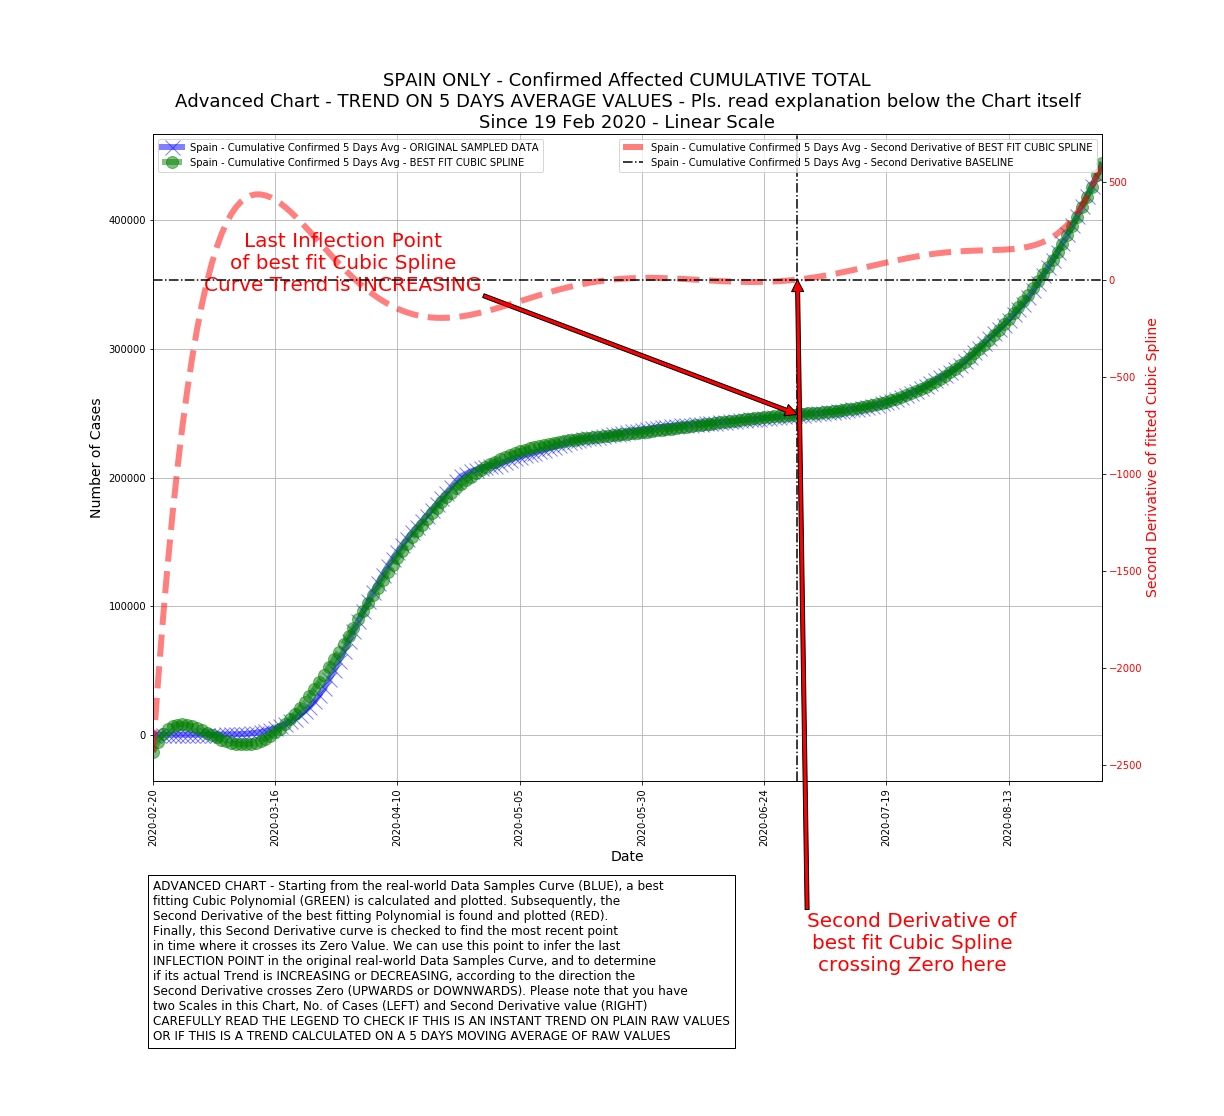 SPAIN ONLY - Confirmed Affected CUMULATIVE TOTAL
Advanced Chart - TREND ON 5 DAYS AVERAGE VALUES - Pls. read explanation below the Chart itself
Since 19 Feb 2020 - Linear Scale
Spain - Cumulative Confirmed 5 Days Avg - ORIGINAL SAMPLED DATA
Spain - Cumulative Confirmed 5 Days Avg - BEST FIT CUBIC SPLINE
Spain - Cumulative Confirmed 5 Days Avg - Second Derivative of BEST FIT CUBIC SPLINE
Spain - Cumulative Confirmed 5 Days Avg - Second Derivative BASELINE
Last Inflection Point
of best fit Cubic Spline
Curve Trend is INCREASING
Number of Cases
400000
300000
200000
100000
0
500
0
−500
−1000
−1500
−2000
−2500
Second Derivative of fitted Cubic Spline
2020-02-20
2020-03-16
2020-04-10
2020-05-05
2020-05-30
2020-06-24
2020-07-19
2020-08-13
Date
Second Derivative of
best fit Cubic Spline
crossing Zero here
ADVANCED CHART - Starting from the real-world Data Samples Curve (BLUE), a best
fitting Cubic Polynomial (GREEN) is calculated and plotted. Subsequently, the
Second Derivative of the best fitting Polynomial is found and plotted (RED).
Finally, this Second Derivative curve is checked to find the most recent point
in time where it crosses its Zero Value. We can use this point to infer the last
INFLECTION POINT in the original real-world Data Samples Curve, and to determine
if its actual Trend is INCREASING or DECREASING, according to the direction the
Second Derivative crosses Zero (UPWARDS or DOWNWARDS). Please note that you have
two Scales in this Chart, No. of Cases (LEFT) and Second Derivative value (RIGHT)
CAREFULLY READ THE LEGEND TO CHECK IF THIS IS AN INSTANT TREND ON PLAIN RAW VALUES
OR IF THIS IS A TREND CALCULATED ON A 5 DAYS MOVING AVERAGE OF RAW VALUES